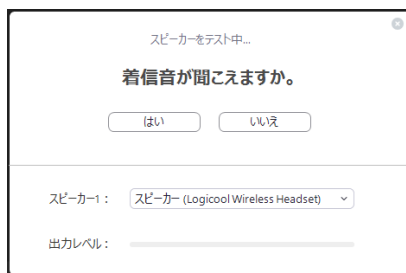 スピーカーをテスト中...
着信音が聞こえますか。
はい いいえ
スピーカー1： スピーカー (Logicool Wireless Headset)
出力レベル：